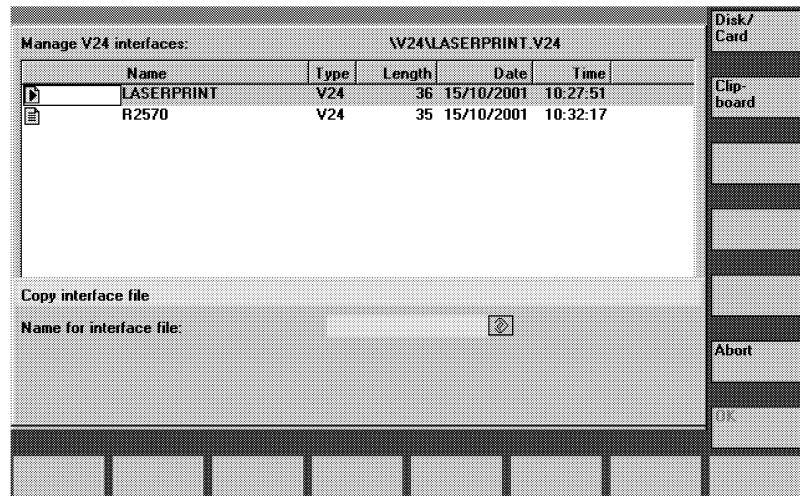 Manage V24 interfaces: \V24\LASERPRINT.V24
Name Type Length Date Time
LASERPRINT V24 36 15/10/2001 10:27:51
R2570 V24 35 15/10/2001 10:32:17
Copy interface file
Name for interface file:
Disk/
Card
Clip-
board
Abort
OK